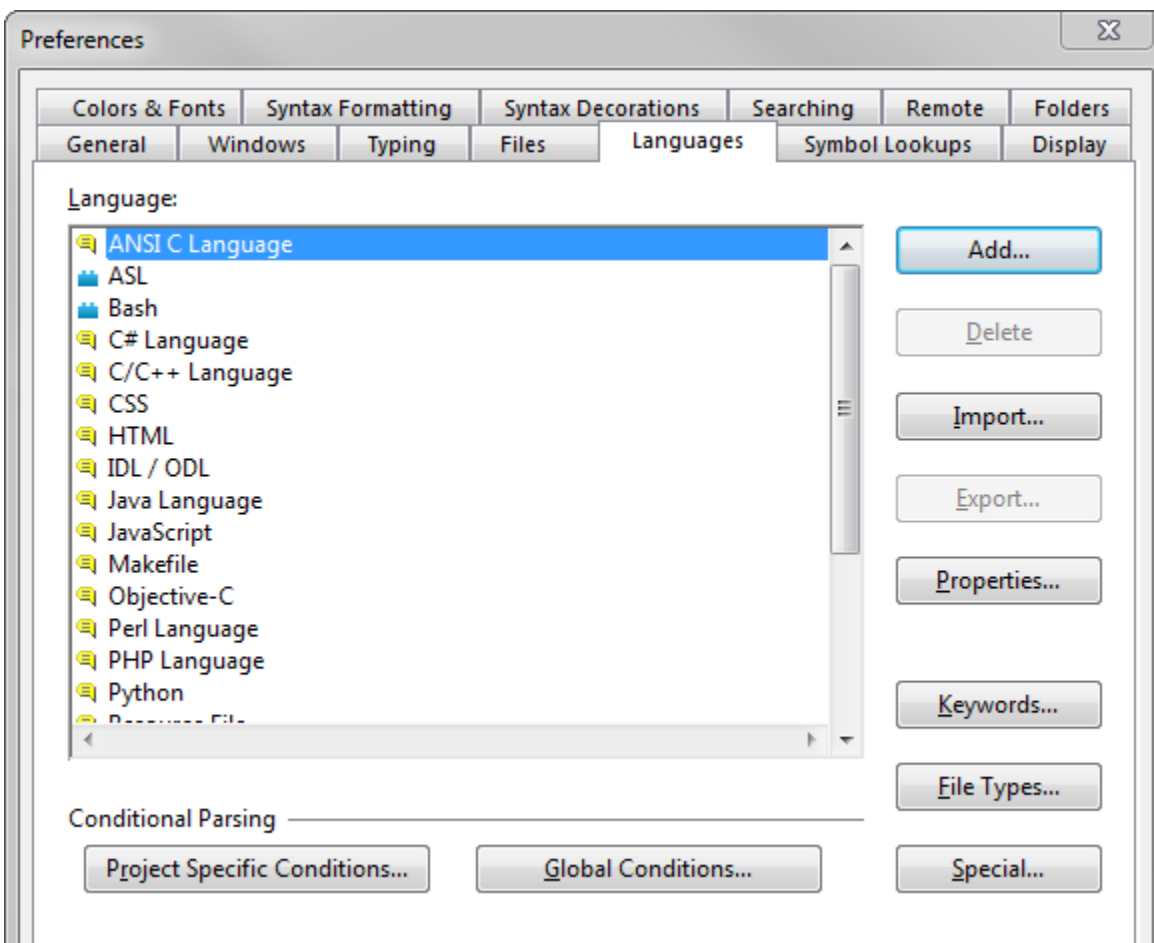 Preferences
Colors & Fonts Syntax Formatting Syntax Decorations Searching Remote Folders
General Windows Typing Files Languages Symbol Lookups Display
Language:
ANSI C Language
ASL
Bash
C# Language
C/C++ Language
CSS
HTML
IDL / ODL
Java Language
JavaScript
Makefile
Objective-C
Perl Language
PHP Language
Python
Resource File
Add...
Delete
Import...
Export...
Properties...
Keywords...
File Types...
Conditional Parsing
Project Specific Conditions... Global Conditions... Special...